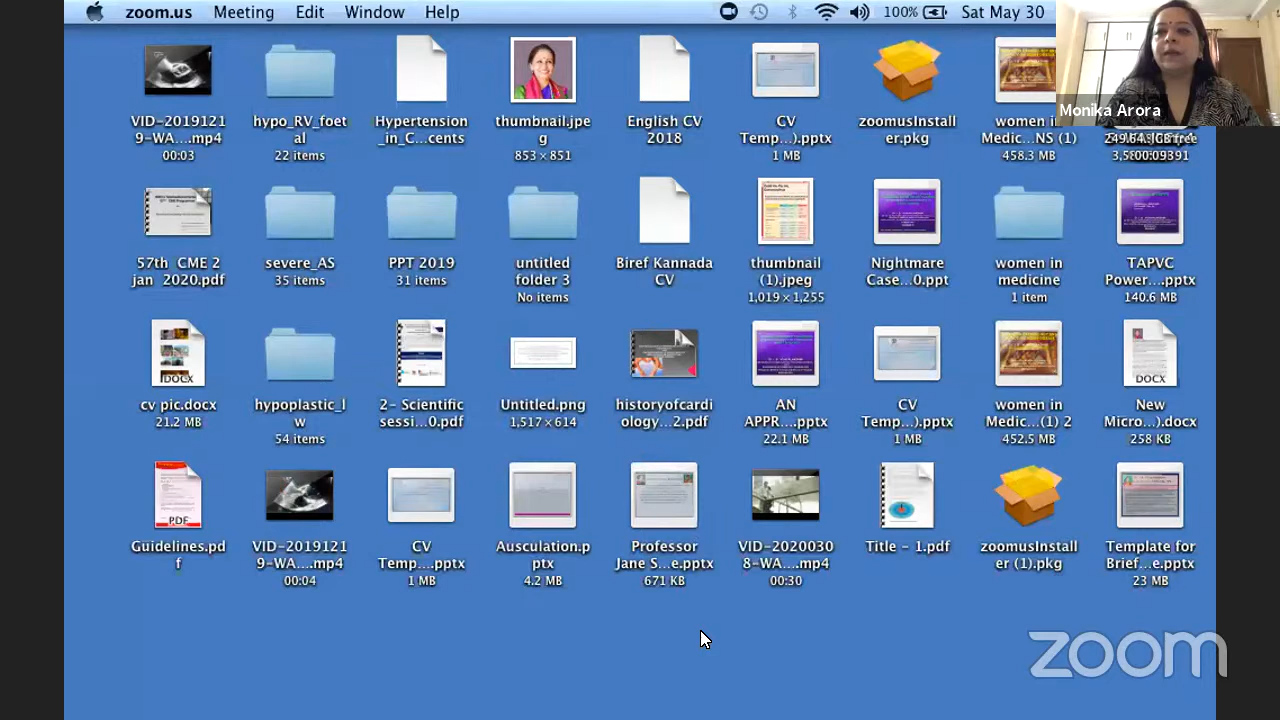 zoom.us Meeting Edit Window Help 100% Sat May 30
Monika Arora
VID-2019121
9-WA....mp4
00:03
hypo_RV_foet
al
22 items
Hypertension
_in_C...cents
thumbnail.jpe
g
853 × 851
English CV
2018
CV
Temp...).pptx
1 MB
zoomusInstall
er.pkg
women in
Medic...NS (1)
458.3 MB
57th CME 2
jan 2020.pdf
severe_AS
35 items
PPT 2019
31 items
untitled
folder 3
No items
Biref Kannada
CV
thumbnail
(1).jpeg
1,019 × 1,255
Nightmare
Case...0.ppt
women in
medicine
1 item
TAPVC
Power....pptx
140.6 MB
DOCX
cv pic.docx
21.2 MB
hypoplastic_l
w
54 items
2- Scientific
sessi...0.pdf
Untitled.png
1,517 × 614
historyofcardi
ology...2.pdf
AN
APPR....pptx
22.1 MB
CV
Temp...).pptx
1 MB
women in
Medic...(1) 2
452.5 MB
DOCX
New
Micro...).docx
258 KB
PDF
Guidelines.pd
f
VID-2019121
9-WA....mp4
00:04
CV
Temp....pptx
1 MB
Ausculation.p
ptx
4.2 MB
Professor
Jane S...e.pptx
671 KB
VID-2020030
8-WA....mp4
00:30
Title - 1.pdf
zoomusInstall
er (1).pkg
Template for
Brief...e.pptx
23 MB
zoom